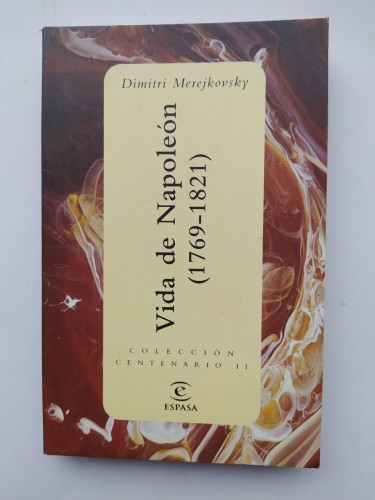 Dimitri Merejkovsky
Vida de Napoleón
(1769-1821)
COLECCIÓN
CENTENARIO II
e
ESPASA